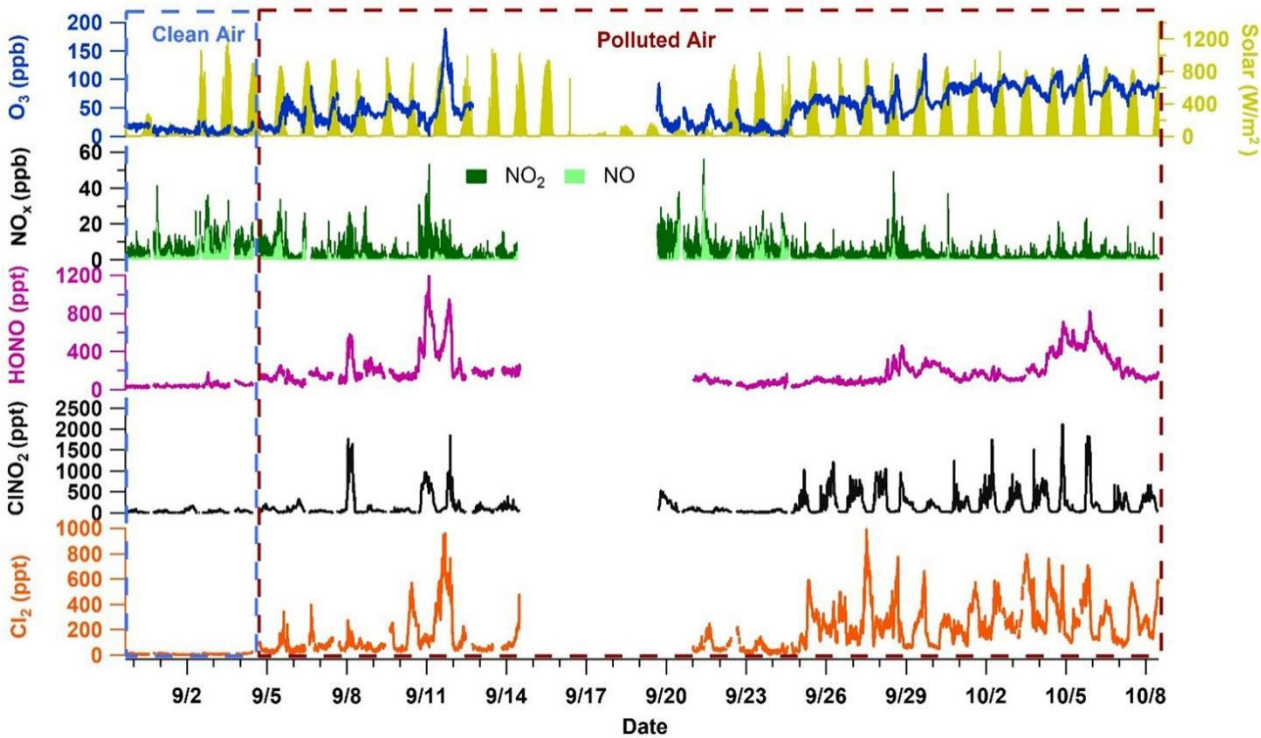 Clean Air
Polluted Air
O₃ (ppb)
200
150
100
50
0
Solar (W/m²)
1200
800
400
0
NOₓ (ppb)
60
40
20
0
NO₂
NO
HONO (ppt)
1200
800
400
0
ClNO₂ (ppt)
2500
2000
1500
1000
500
0
Cl₂ (ppt)
1000
800
600
400
200
0
9/2 9/5 9/8 9/11 9/14 9/17 9/20 9/23 9/26 9/29 10/2 10/5 10/8
Date